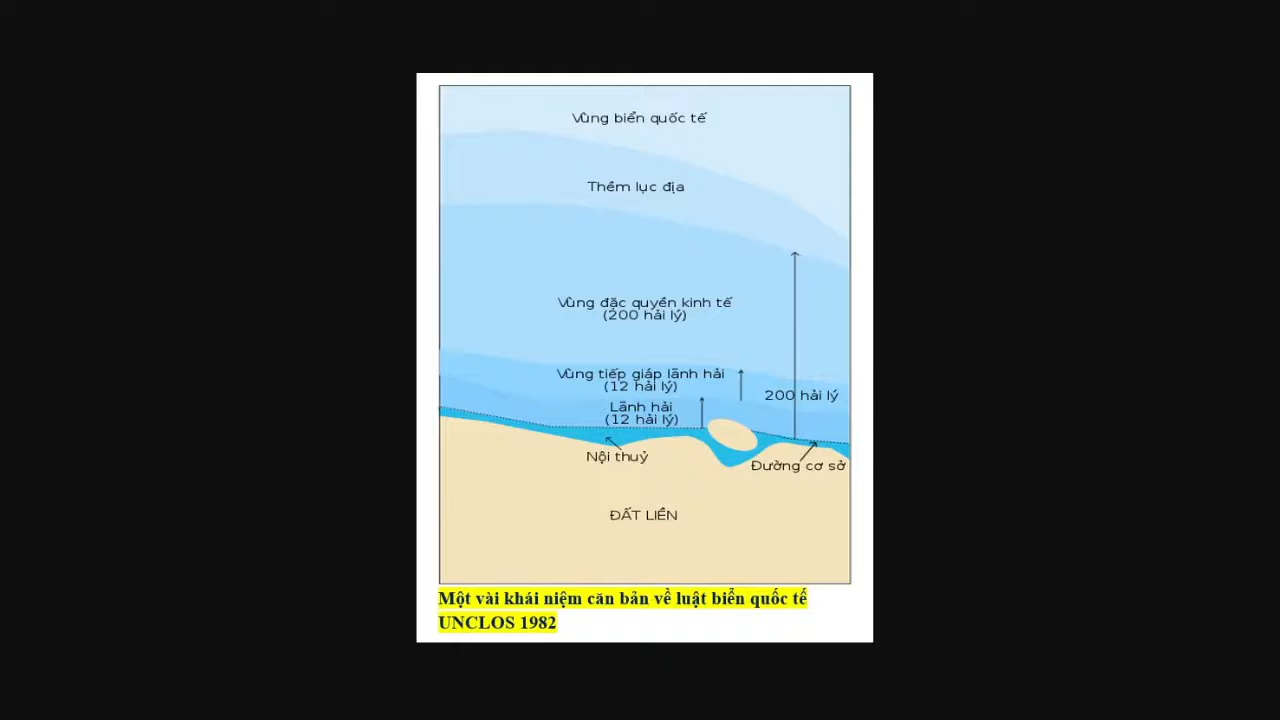 Vùng biển quốc tế
Thềm lục địa
Vùng đặc quyền kinh tế
(200 hải lý)
Vùng tiếp giáp lãnh hải
(12 hải lý)
200 hải lý
Lãnh hải
(12 hải lý)
Nội thuỷ
Đường cơ sở
ĐẤT LIỀN
Một vài khái niệm căn bản về luật biển quốc tế
UNCLOS 1982